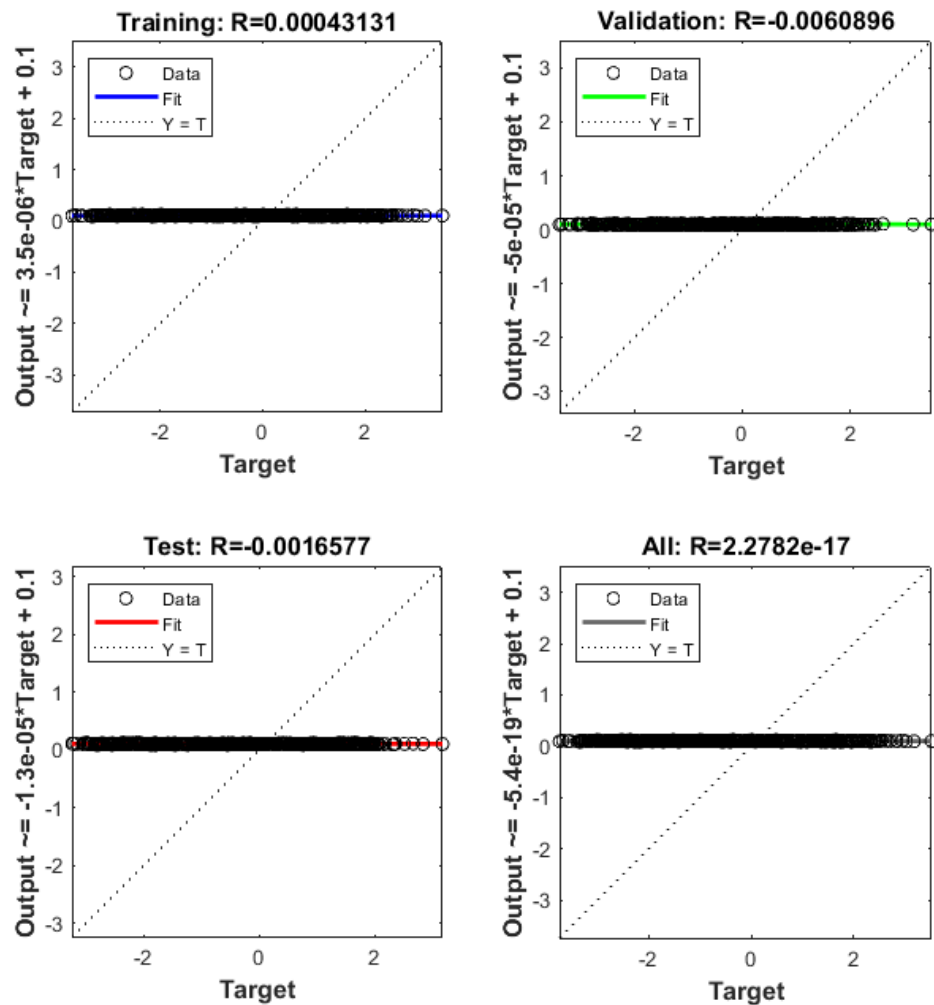 Training: R=0.00043131
Output ~= 3.5e-06*Target + 0.1
Data
Fit
Y = T
3
2
1
0
-1
-2
-3
-2
0
2
Target
Validation: R=-0.0060896
Output ~= -5e-05*Target + 0.1
Data
Fit
Y = T
3
2
1
0
-1
-2
-3
-2
0
2
Target
Test: R=-0.0016577
Output ~= -1.3e-05*Target + 0.1
Data
Fit
Y = T
3
2
1
0
-1
-2
-3
-2
0
2
Target
All: R=2.2782e-17
Output ~= -5.4e-19*Target + 0.1
Data
Fit
Y = T
3
2
1
0
-1
-2
-3
-2
0
2
Target